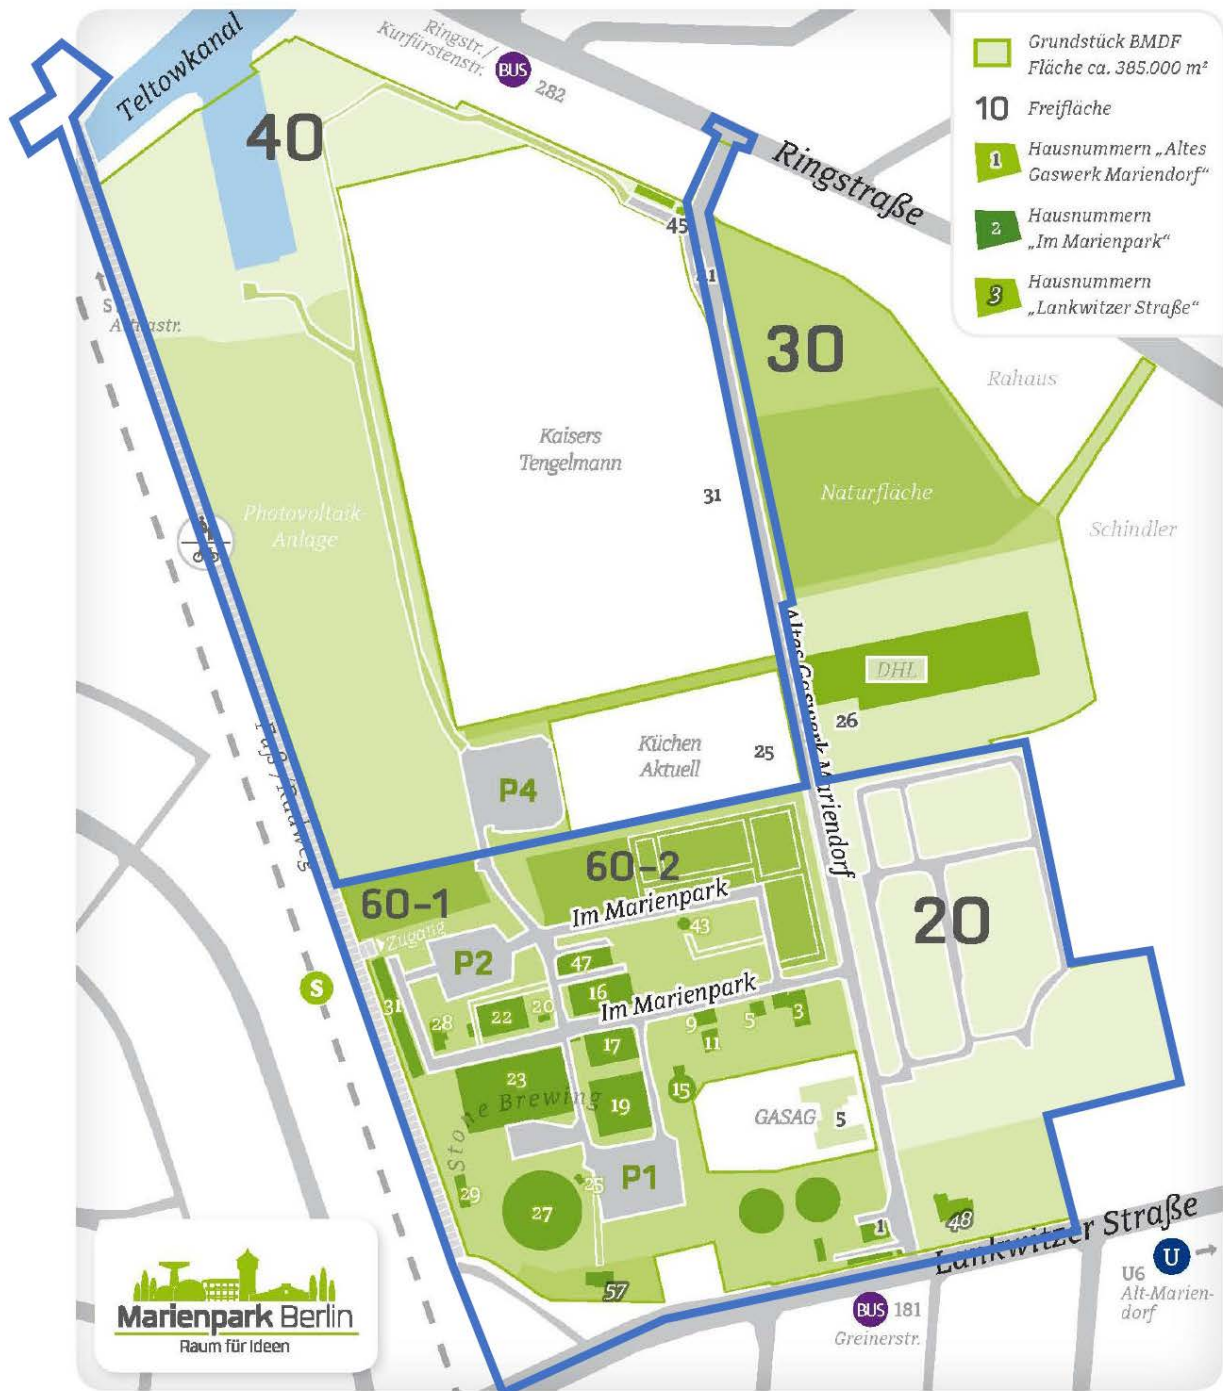 Teltowkanal
Ringstr. /
Kurfürstenstr.
BUS
282
Grundstück BMDF
Fläche ca. 385.000 m²
10 Freifläche
1 Hausnummern „Altes
Gaswerk Mariendorf“
2 Hausnummern
„Im Marienpark“
3 Hausnummern
„Lankwitzer Straße“
40
Ringstraße
45
S
30
Rahaus
Kaisers
Tengelmann
31
Naturfläche
Photovoltaik-
Anlage
Schindler
Altes Gaswerk Mariendorf
DHL
26
Küchen
Aktuell
25
P4
Fuß-/Radweg
60-1
60-2
Im Marienpark
20
Zugang
P2
43
47
S
31
28
22
20
16
Im Marienpark
9
5
3
11
17
23
19
15
Stone Brewing
GASAG
5
P1
29
27
25
1
48
57
Lankwitzer Straße
U6
U
Alt-Marien-
dorf
BUS
181
Greinerstr.
Marienpark Berlin
Raum für Ideen